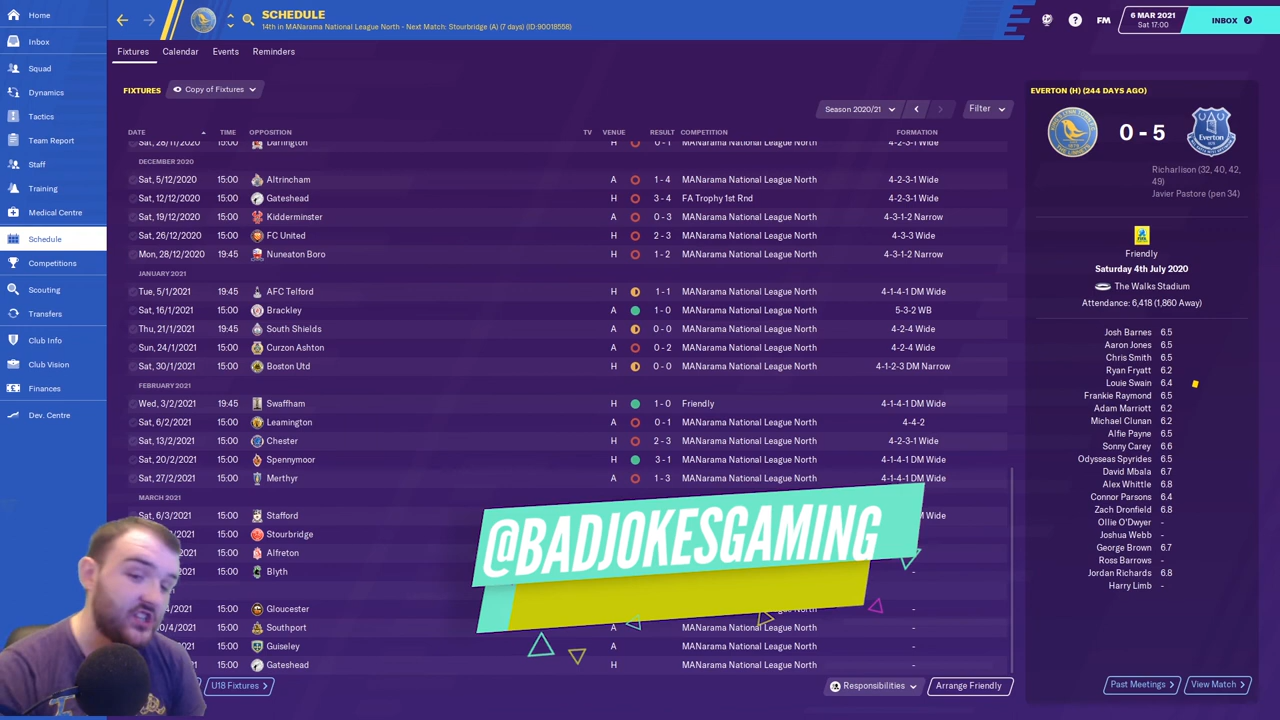 Home
Inbox
Squad
Dynamics
Tactics
Team Report
Staff
Training
Medical Centre
Schedule
Competitions
Scouting
Transfers
Club Info
Club Vision
Finances
Dev. Centre
SCHEDULE
14th in MANarama National League North - Next Match: Stourbridge (A) (7 days) (ID:90018558)
FM
6 MAR 2021
Sat 17:00
INBOX
Fixtures Calendar Events Reminders
FIXTURES Copy of Fixtures
Season 2020/21 Filter
DATE TIME OPPOSITION TV VENUE RESULT COMPETITION FORMATION
Sat, 28/11/2020 15:00 Darlington H 0 - 1 MANarama National League North 4-2-3-1 Wide
DECEMBER 2020
Sat, 5/12/2020 15:00 Altrincham A 1 - 4 MANarama National League North 4-2-3-1 Wide
Sat, 12/12/2020 15:00 Gateshead H 3 - 4 FA Trophy 1st Rnd 4-2-3-1 Wide
Sat, 19/12/2020 15:00 Kidderminster A 0 - 3 MANarama National League North 4-3-1-2 Narrow
Sat, 26/12/2020 15:00 FC United H 2 - 3 MANarama National League North 4-3-3 Wide
Mon, 28/12/2020 19:45 Nuneaton Boro H 1 - 2 MANarama National League North 4-3-1-2 Narrow
JANUARY 2021
Tue, 5/1/2021 19:45 AFC Telford H 1 - 1 MANarama National League North 4-1-4-1 DM Wide
Sat, 16/1/2021 15:00 Brackley A 1 - 0 MANarama National League North 5-3-2 WB
Thu, 21/1/2021 19:45 South Shields A 0 - 0 MANarama National League North 4-2-4 Wide
Sun, 24/1/2021 15:00 Curzon Ashton A 0 - 2 MANarama National League North 4-2-4 Wide
Sat, 30/1/2021 15:00 Boston Utd H 0 - 0 MANarama National League North 4-1-2-3 DM Narrow
FEBRUARY 2021
Wed, 3/2/2021 19:45 Swaffham H 1 - 0 Friendly 4-1-4-1 DM Wide
Sat, 6/2/2021 15:00 Leamington A 0 - 1 MANarama National League North 4-4-2
Sat, 13/2/2021 15:00 Chester H 2 - 3 MANarama National League North 4-2-3-1 Wide
Sat, 20/2/2021 15:00 Spennymoor H 3 - 1 MANarama National League North 4-1-4-1 DM Wide
Sat, 27/2/2021 15:00 Merthyr A 1 - 3 MANarama National League North 4-1-4-1 DM Wide
MARCH 2021
Sat, 6/3/2021 15:00 Stafford Wide
15:00 Stourbridge
15:00 Alfreton
15:00 Blyth -
15:00 Gloucester -
15:00 Southport A MANarama National League North -
15:00 Guiseley A MANarama National League North -
15:00 Gateshead H MANarama National League North -
@BADJOKESGAMING
U18 Fixtures
Responsibilities Arrange Friendly
EVERTON (H) (244 DAYS AGO)
0 - 5
Richarlison (32, 40, 42,
49)
Javier Pastore (pen 34)
Friendly
Saturday 4th July 2020
The Walks Stadium
Attendance: 6,418 (1,860 Away)
Josh Barnes 6.5
Aaron Jones 6.5
Chris Smith 6.5
Ryan Fryatt 6.2
Louie Swain 6.4
Frankie Raymond 6.5
Adam Marriott 6.2
Michael Clunan 6.2
Alfie Payne 6.5
Sonny Carey 6.6
Odysseas Spyrides 6.5
David Mbala 6.7
Alex Whittle 6.8
Connor Parsons 6.4
Zach Dronfield 6.8
Ollie O'Dwyer -
Joshua Webb -
George Brown 6.7
Ross Barrows -
Jordan Richards 6.8
Harry Limb -
Past Meetings View Match